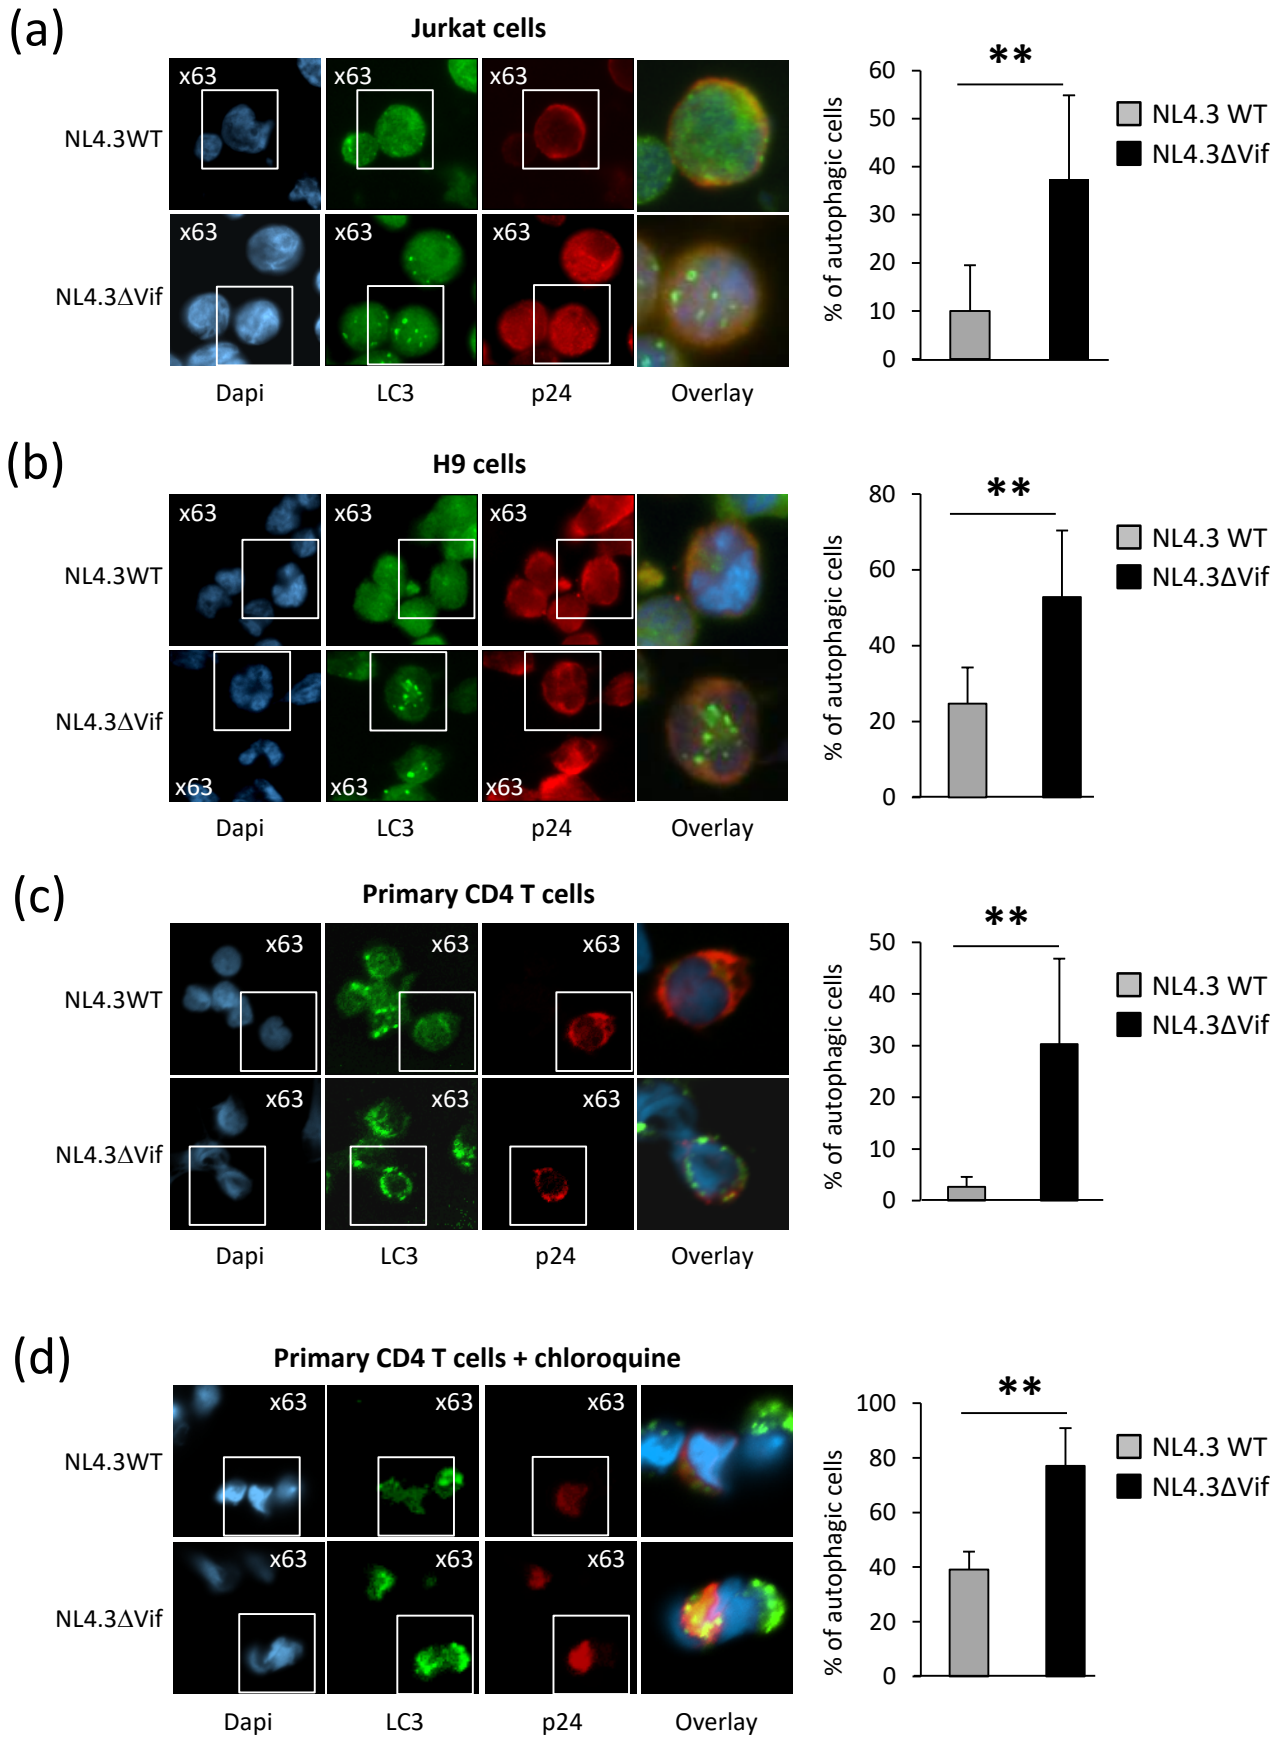 (a)
Jurkat cells
x63 x63 x63
NL4.3WT
x63 x63 x63
NL4.3ΔVif
Dapi LC3 p24 Overlay
**
% of autophagic cells
60
50
40
30
20
10
0
NL4.3 WT
NL4.3ΔVif
(b)
H9 cells
x63 x63 x63
NL4.3WT
NL4.3ΔVif
x63 x63 x63
Dapi LC3 p24 Overlay
**
% of autophagic cells
80
60
40
20
0
NL4.3 WT
NL4.3ΔVif
(c)
Primary CD4 T cells
x63 x63 x63
NL4.3WT
x63 x63 x63
NL4.3ΔVif
Dapi LC3 p24 Overlay
**
% of autophagic cells
50
40
30
20
10
0
NL4.3 WT
NL4.3ΔVif
(d)
Primary CD4 T cells + chloroquine
x63 x63 x63
NL4.3WT
x63 x63 x63
NL4.3ΔVif
Dapi LC3 p24 Overlay
**
% of autophagic cells
100
80
60
40
20
0
NL4.3 WT
NL4.3ΔVif